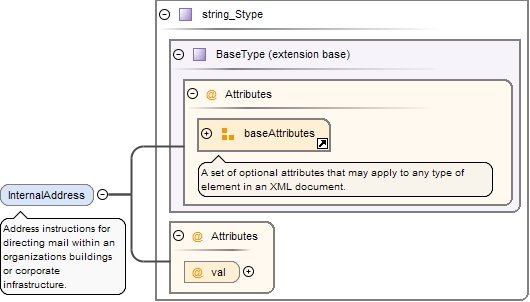 string_Stype
BaseType (extension base)
@ Attributes
baseAttributes
A set of optional attributes that may apply to any type of
element in an XML document.
InternalAddress
Address instructions for
directing mail within an
organizations buildings
or corporate
infrastructure.
@ Attributes
@ val